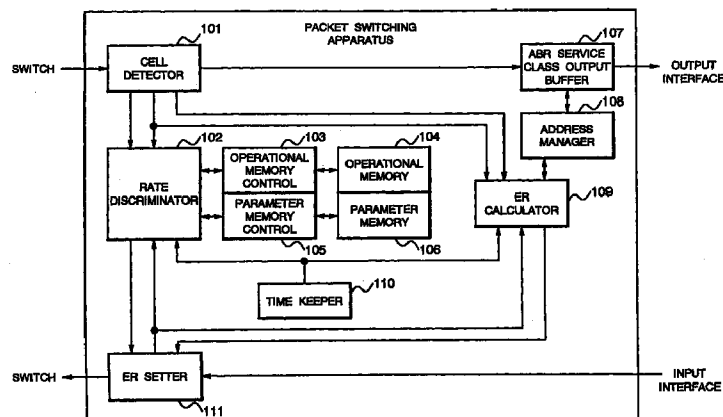 PACKET SWITCHING
APPARATUS
101
107
SWITCH
CELL
DETECTOR
ABR SERVICE
CLASS OUTPUT
BUFFER
OUTPUT
INTERFACE
108
102
103
104
ADDRESS
MANAGER
RATE
DISCRIMINATOR
OPERATIONAL
MEMORY
CONTROL
OPERATIONAL
MEMORY
PARAMETER
MEMORY
CONTROL
PARAMETER
MEMORY
ER
CALCULATOR
109
105
106
TIME KEEPER
110
SWITCH
ER SETTER
INPUT
INTERFACE
111